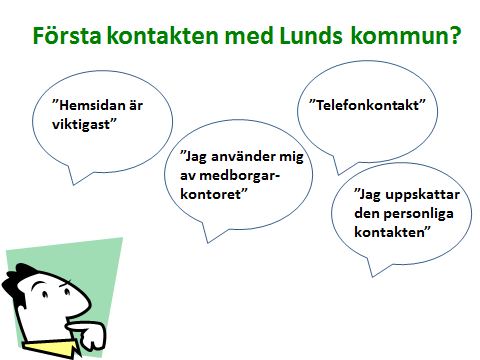 Första kontakten med Lunds kommun?
”Hemsidan är
viktigast”
”Telefonkontakt”
”Jag använder mig
av medborgar-
kontoret”
”Jag uppskattar
den personliga
kontakten”